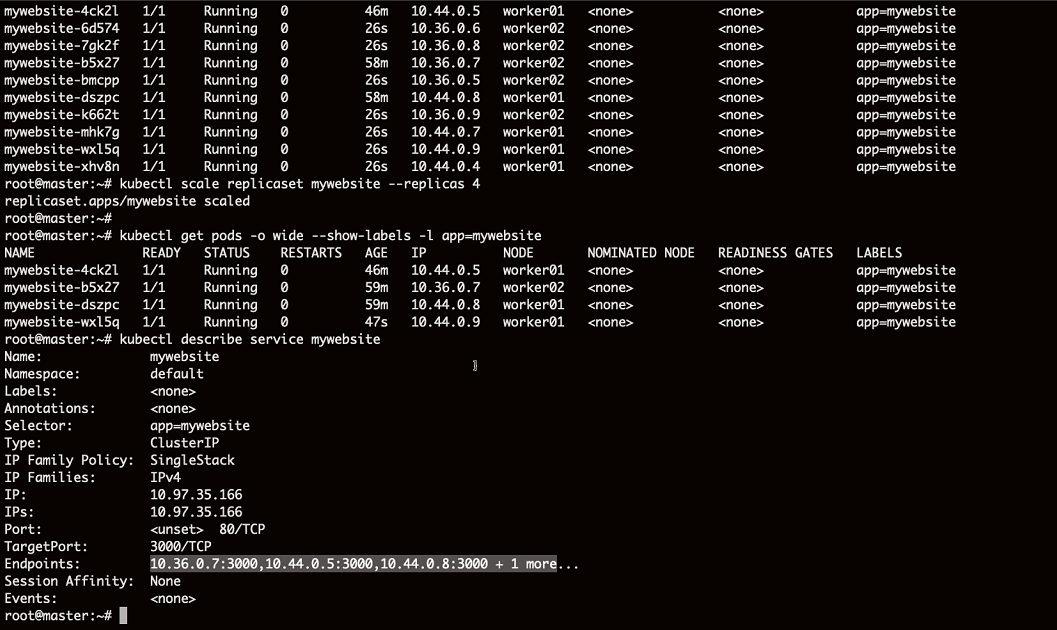 mywebsite-4ck2l   1/1     Running   0          46m   10.44.0.5   worker01   <none>           <none>            app=mywebsite
mywebsite-6d574   1/1     Running   0          26s   10.36.0.6   worker02   <none>           <none>            app=mywebsite
mywebsite-7gk2f   1/1     Running   0          26s   10.36.0.8   worker02   <none>           <none>            app=mywebsite
mywebsite-b5x27   1/1     Running   0          58m   10.36.0.7   worker02   <none>           <none>            app=mywebsite
mywebsite-bmcpp   1/1     Running   0          26s   10.36.0.5   worker02   <none>           <none>            app=mywebsite
mywebsite-dszpc   1/1     Running   0          58m   10.44.0.8   worker01   <none>           <none>            app=mywebsite
mywebsite-k662t   1/1     Running   0          26s   10.36.0.9   worker02   <none>           <none>            app=mywebsite
mywebsite-mhk7g   1/1     Running   0          26s   10.44.0.7   worker01   <none>           <none>            app=mywebsite
mywebsite-wxl5q   1/1     Running   0          26s   10.44.0.9   worker01   <none>           <none>            app=mywebsite
mywebsite-xhv8n   1/1     Running   0          26s   10.44.0.4   worker01   <none>           <none>            app=mywebsite
root@master:~# kubectl scale replicaset mywebsite --replicas 4
replicaset.apps/mywebsite scaled
root@master:~#
root@master:~# kubectl get pods -o wide --show-labels -l app=mywebsite
NAME              READY   STATUS    RESTARTS   AGE   IP          NODE       NOMINATED NODE   READINESS GATES   LABELS
mywebsite-4ck2l   1/1     Running   0          46m   10.44.0.5   worker01   <none>           <none>            app=mywebsite
mywebsite-b5x27   1/1     Running   0          59m   10.36.0.7   worker02   <none>           <none>            app=mywebsite
mywebsite-dszpc   1/1     Running   0          59m   10.44.0.8   worker01   <none>           <none>            app=mywebsite
mywebsite-wxl5q   1/1     Running   0          47s   10.44.0.9   worker01   <none>           <none>            app=mywebsite
root@master:~# kubectl describe service mywebsite
Name:              mywebsite
Namespace:         default
Labels:            <none>
Annotations:       <none>
Selector:          app=mywebsite
Type:              ClusterIP
IP Family Policy:  SingleStack
IP Families:       IPv4
IP:                10.97.35.166
IPs:               10.97.35.166
Port:              <unset>  80/TCP
TargetPort:        3000/TCP
Endpoints:         10.36.0.7:3000,10.44.0.5:3000,10.44.0.8:3000 + 1 more...
Session Affinity:  None
Events:            <none>
root@master:~#